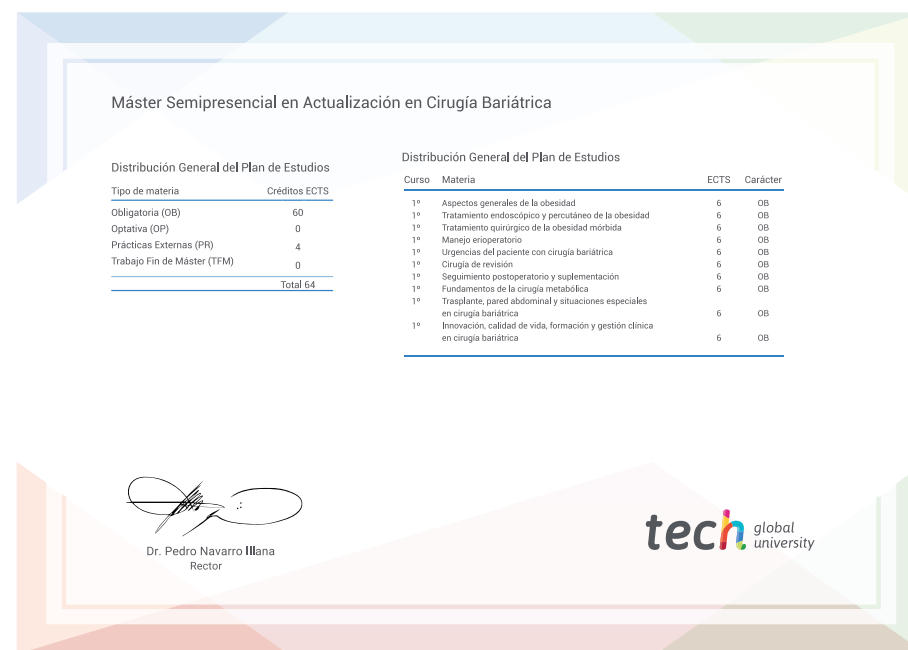 Máster Semipresencial en Actualización en Cirugía Bariátrica
Distribución General del Plan de Estudios
Tipo de materia Créditos ECTS
Obligatoria (OB) 60
Optativa (OP) 0
Prácticas Externas (PR) 4
Trabajo Fin de Máster (TFM) 0
Total 64
Distribución General del Plan de Estudios
Curso Materia ECTS Carácter
1º Aspectos generales de la obesidad 6 OB
1º Tratamiento endoscópico y percutáneo de la obesidad 6 OB
1º Tratamiento quirúrgico de la obesidad mórbida 6 OB
1º Manejo erioperatorio 6 OB
1º Urgencias del paciente con cirugía bariátrica 6 OB
1º Cirugía de revisión 6 OB
1º Seguimiento postoperatorio y suplementación 6 OB
1º Fundamentos de la cirugía metabólica 6 OB
1º Trasplante, pared abdominal y situaciones especiales
en cirugía bariátrica 6 OB
1º Innovación, calidad de vida, formación y gestión clínica
en cirugía bariátrica 6 OB
Dr. Pedro Navarro Illana
Rector
tech global
university